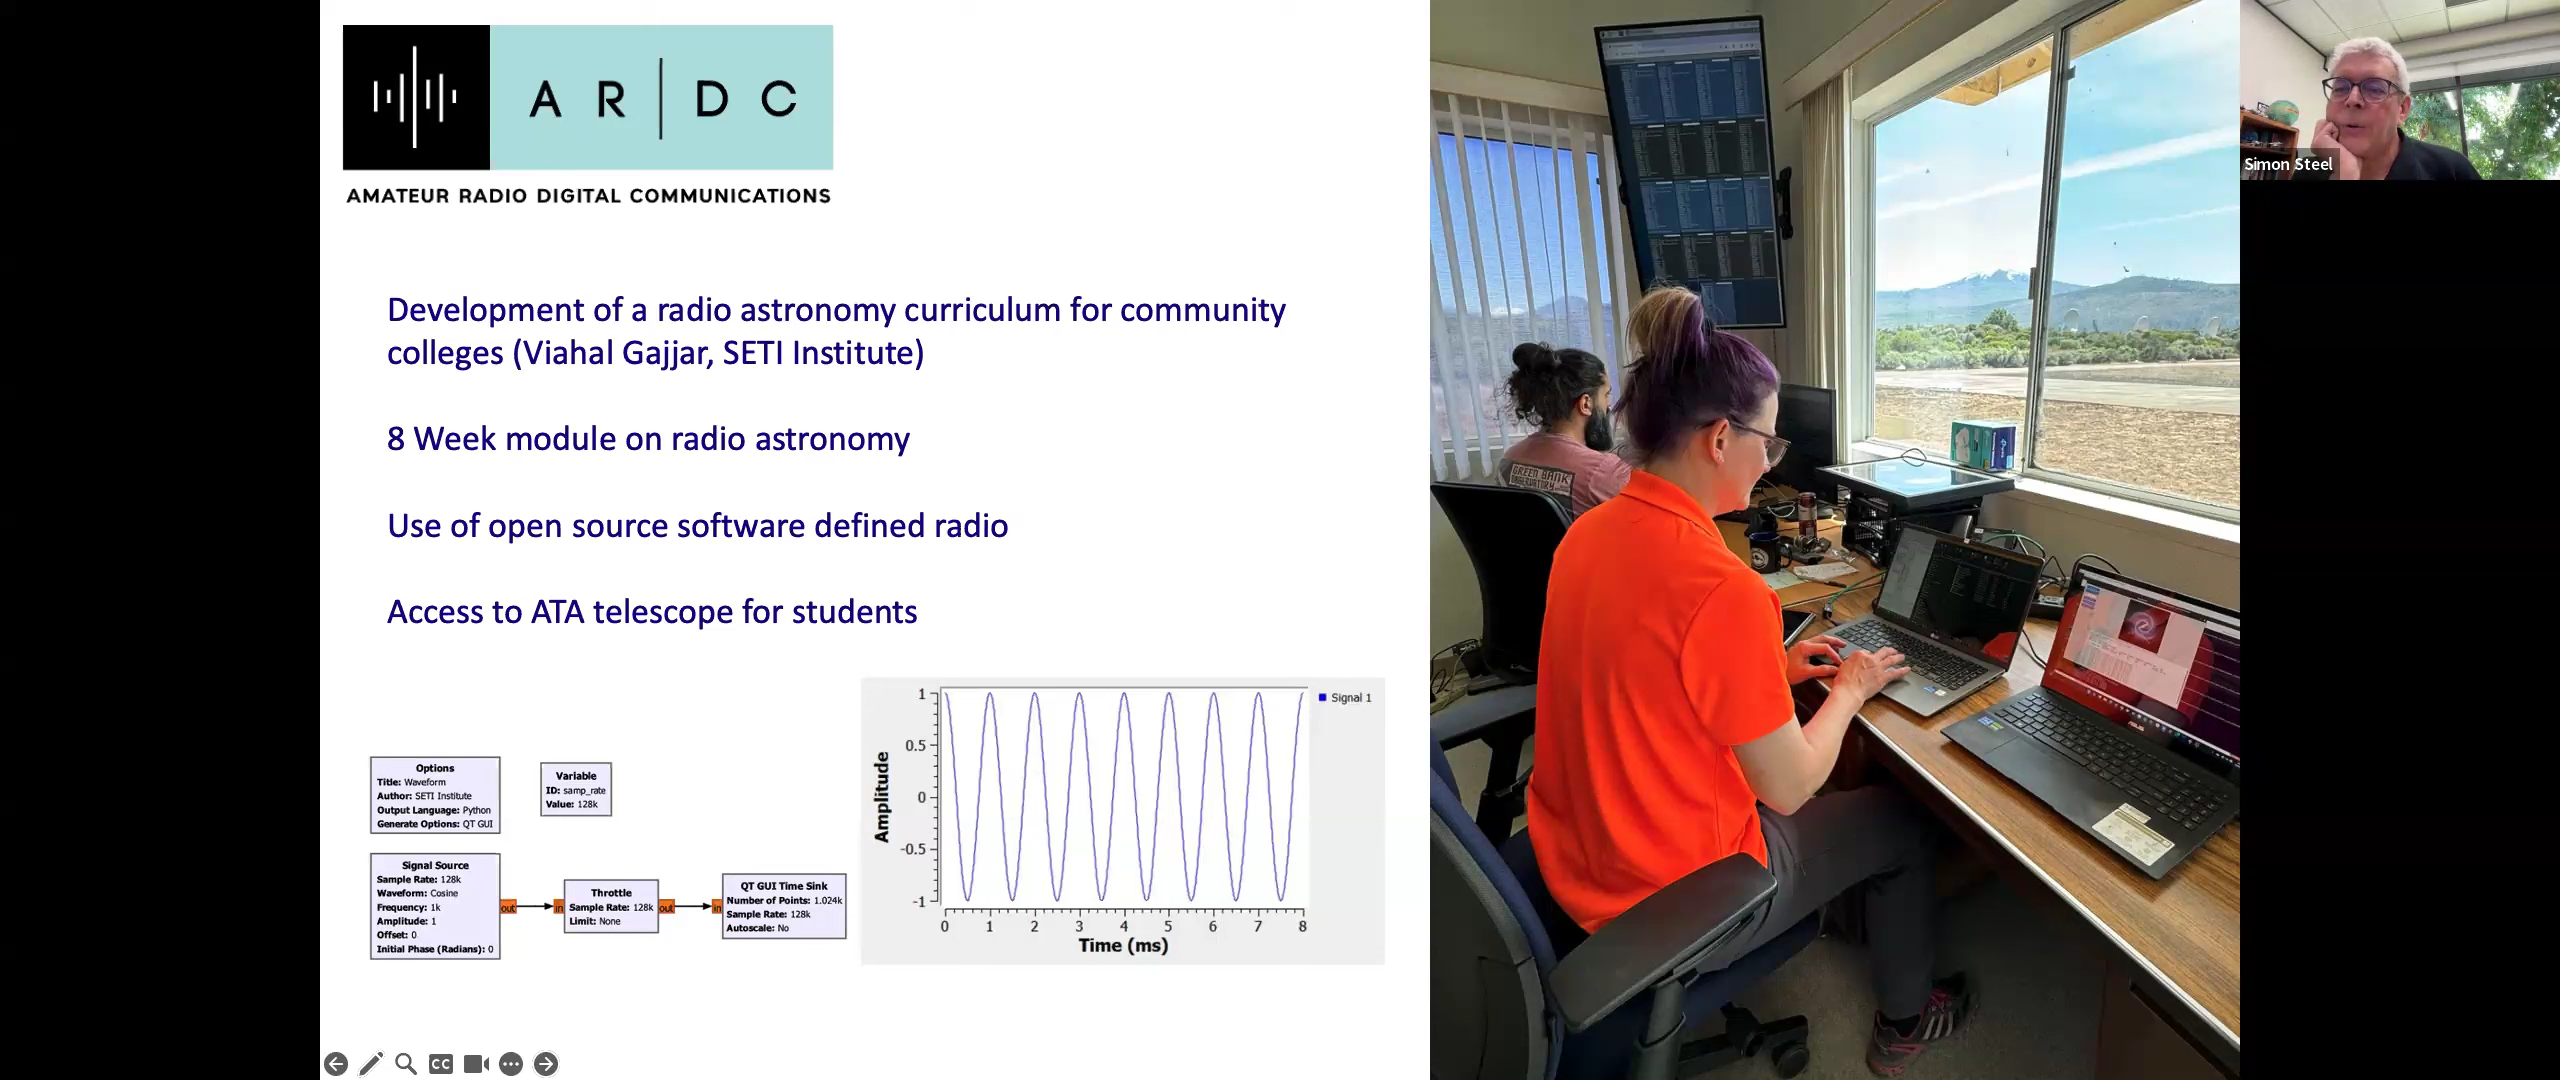 A R | D C
AMATEUR RADIO DIGITAL COMMUNICATIONS
Development of a radio astronomy curriculum for community
colleges (Viahal Gajjar, SETI Institute)
8 Week module on radio astronomy
Use of open source software defined radio
Access to ATA telescope for students
Options
Title: Waveform
Author: SETI Institute
Output Language: Python
Generate Options: QT GUI
Variable
ID: samp_rate
Value: 128k
Signal Source
Sample Rate: 128k
Waveform: Cosine
Frequency: 1k
Amplitude: 1
Offset: 0
Initial Phase (Radians): 0
out
in
Throttle
Sample Rate: 128k
Limit: None
out
in
QT GUI Time Sink
Number of Points: 1.024k
Sample Rate: 128k
Autoscale: No
Amplitude
1
0.5
0
-0.5
-1
0 1 2 3 4 5 6 7 8
Time (ms)
Signal 1
GREEN BANK
OBSERVATORY
ASUS
Simon Steel
CC